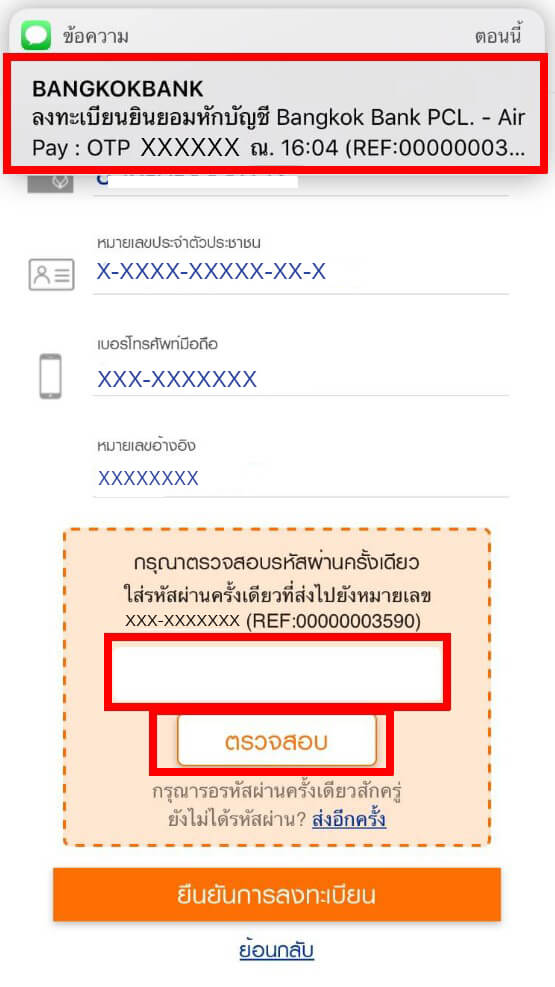 ข้อความ ตอนนี้
BANGKOKBANK
ลงทะเบียนยินยอมหักบัญชี Bangkok Bank PCL. - Air
Pay : OTP XXXXXX ณ. 16:04 (REF:00000003...
หมายเลขประจำตัวประชาชน
X-XXXX-XXXXX-XX-X
เบอร์โทรศัพท์มือถือ
XXX-XXXXXXX
หมายเลขอ้างอิง
XXXXXXXX
กรุณาตรวจสอบรหัสผ่านครั้งเดียว
ใส่รหัสผ่านครั้งเดียวที่ส่งไปยังหมายเลข
XXX-XXXXXXX (REF:00000003590)
ตรวจสอบ
กรุณารอรหัสผ่านครั้งเดียวสักครู่
ยังไม่ได้รหัสผ่าน? ส่งอีกครั้ง
ยืนยันการลงทะเบียน
ย้อนกลับ